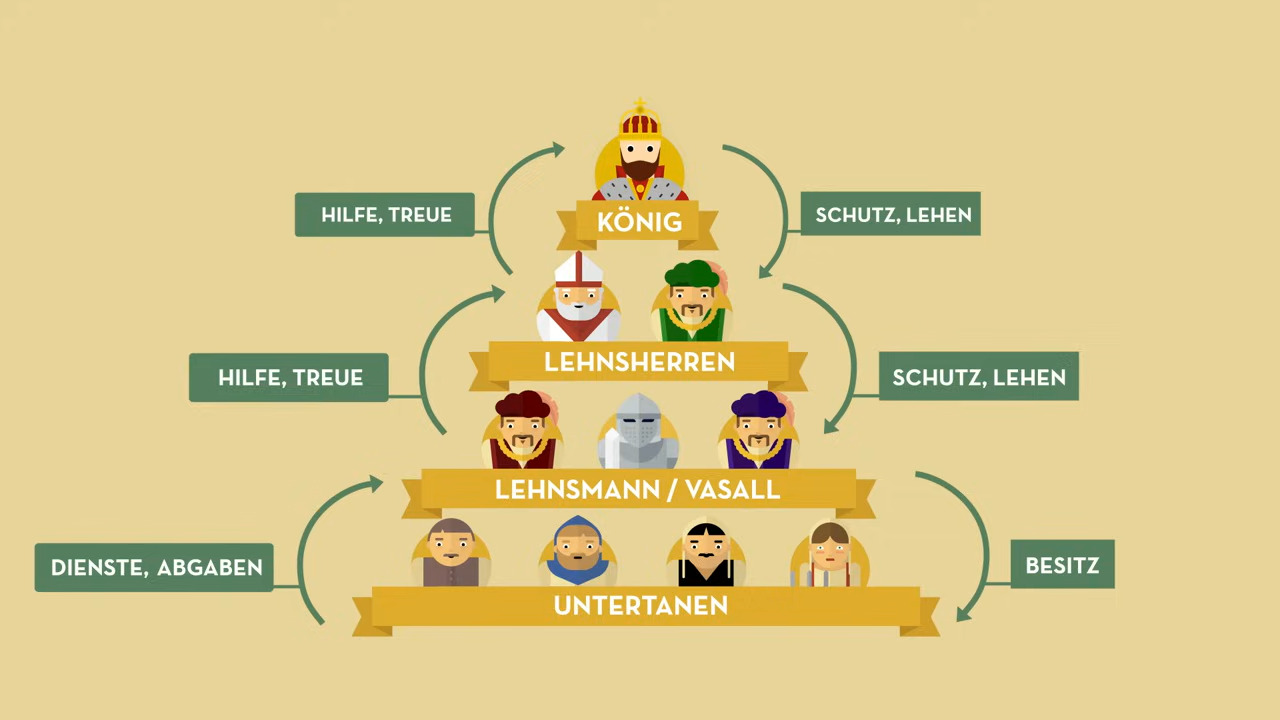 KÖNIG
HILFE, TREUE
SCHUTZ, LEHEN
LEHNSHERREN
HILFE, TREUE
SCHUTZ, LEHEN
LEHNSMANN / VASALL
DIENSTE, ABGABEN
BESITZ
UNTERTANEN